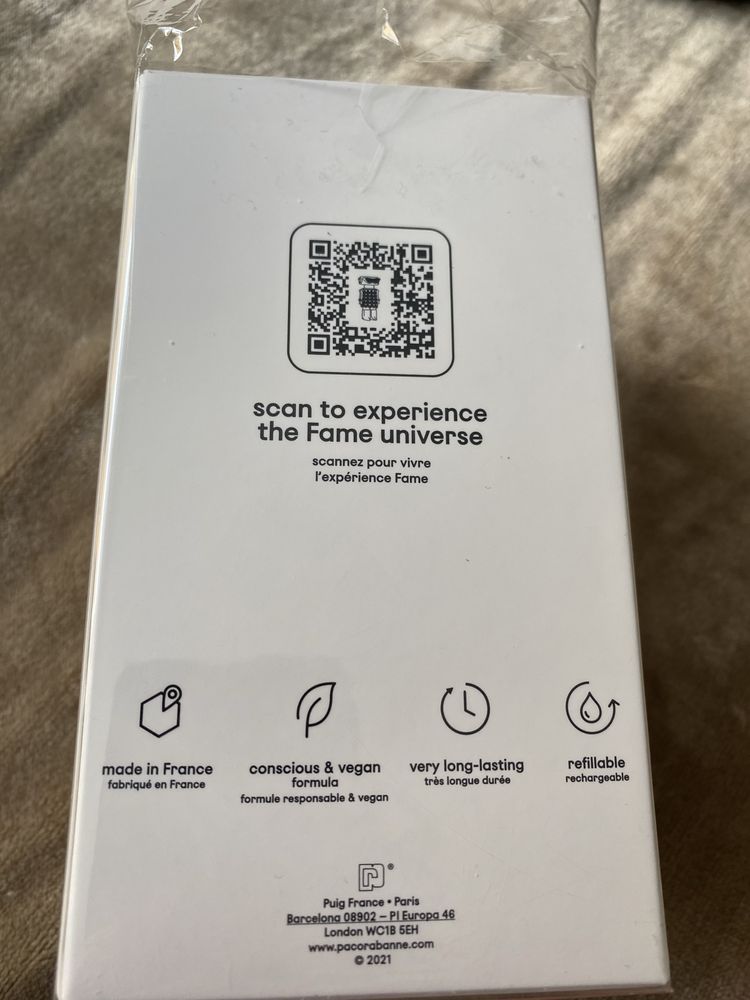 scan to experience
the Fame universe
scannez pour vivre
l'expérience Fame
made in France
fabriqué en France
conscious & vegan
formula
formule responsable & vegan
very long-lasting
très longue durée
refillable
rechargeable
®
Puig France • Paris
Barcelona 08902 – Pl Europa 46
London WC1B 5EH
www.pacorabanne.com
© 2021